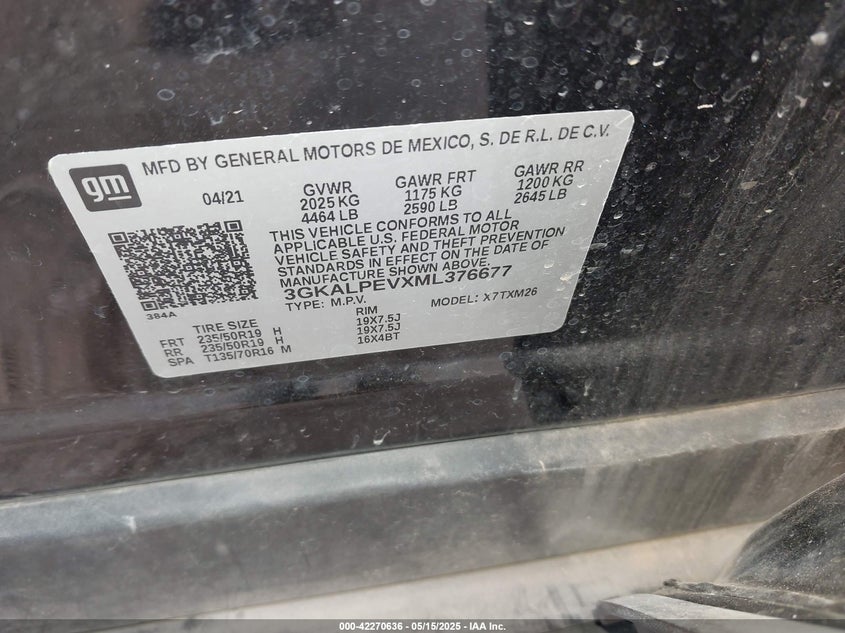 gm
MFD BY GENERAL MOTORS DE MEXICO, S. DE R.L. DE C.V.
04/21 GVWR GAWR FRT GAWR RR
2025 KG 1175 KG 1200 KG
4464 LB 2590 LB 2645 LB
THIS VEHICLE CONFORMS TO ALL
APPLICABLE U.S. FEDERAL MOTOR
VEHICLE SAFETY AND THEFT PREVENTION
STANDARDS IN EFFECT ON THE DATE OF
MANUFACTURE SHOWN ABOVE.
3GKALPEVXML376677
384A
TYPE: M.P.V. MODEL: X7TXM26
TIRE SIZE RIM
FRT 235/50R19 H 19X7.5J
RR 235/50R19 H 19X7.5J
SPA T135/70R16 M 16X4BT
000-42270636 - 05/15/2025 - IAA Inc.